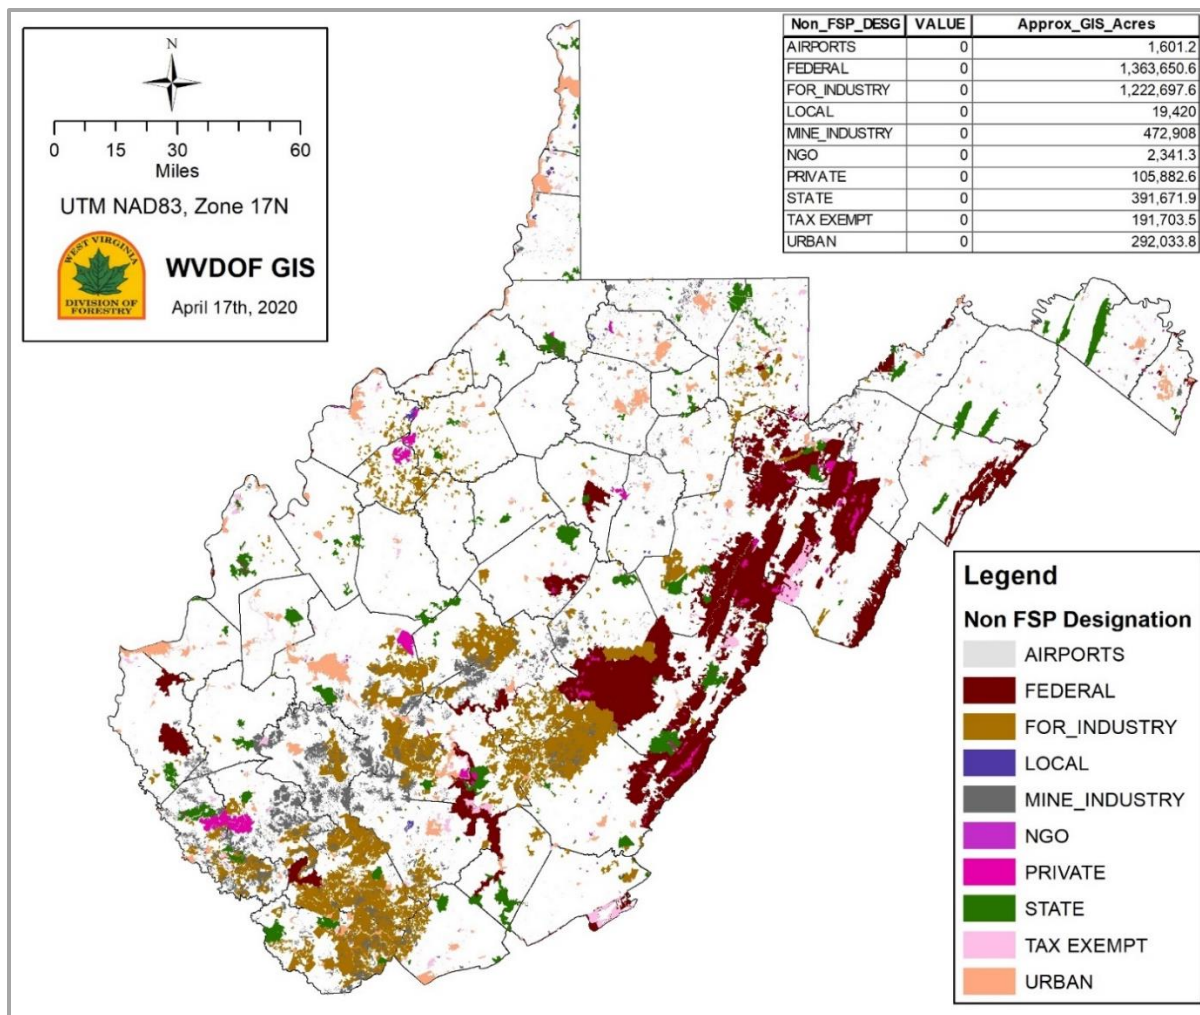 N
0 15 30 60
Miles
UTM NAD83, Zone 17N
WEST VIRGINIA
DIVISION OF
FORESTRY
WVDOF GIS
April 17th, 2020
Non_FSP_DESG VALUE Approx_GIS_Acres
AIRPORTS 0 1,601.2
FEDERAL 0 1,363,650.6
FOR_INDUSTRY 0 1,222,697.6
LOCAL 0 19,420
MINE_INDUSTRY 0 472,908
NGO 0 2,341.3
PRIVATE 0 105,882.6
STATE 0 391,671.9
TAX EXEMPT 0 191,703.5
URBAN 0 292,033.8
Legend
Non FSP Designation
AIRPORTS
FEDERAL
FOR_INDUSTRY
LOCAL
MINE_INDUSTRY
NGO
PRIVATE
STATE
TAX EXEMPT
URBAN